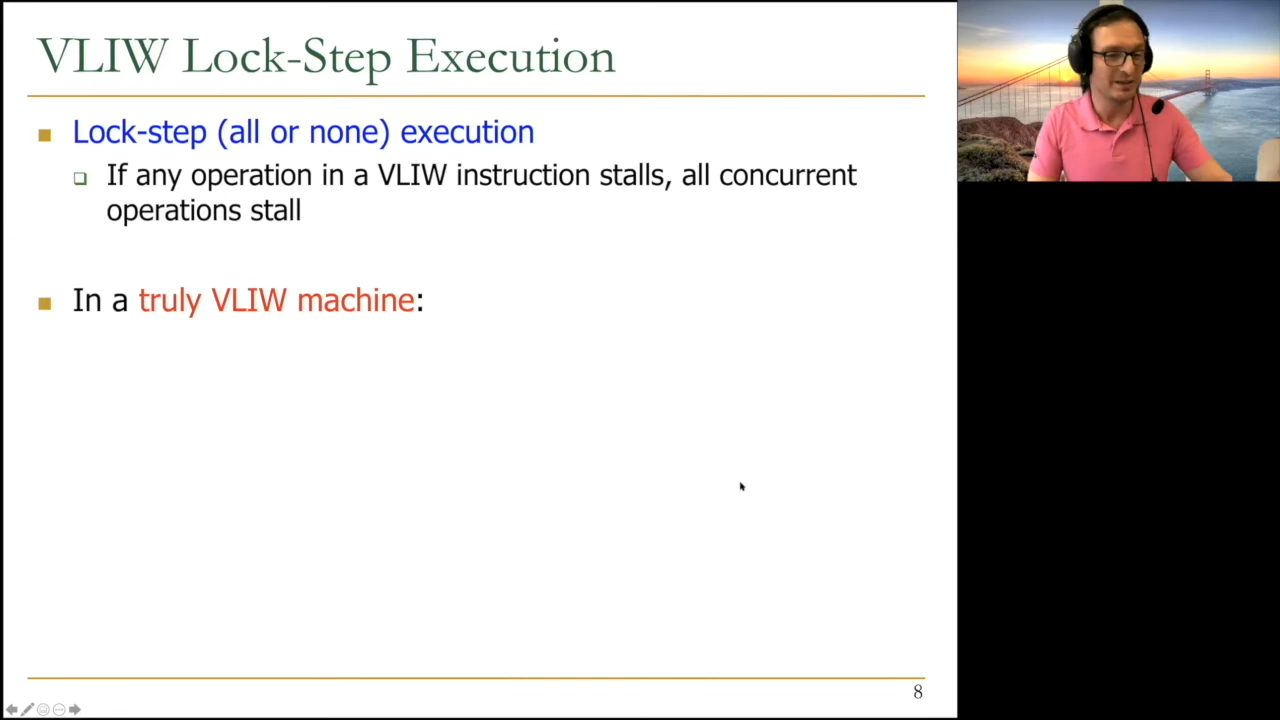 VLIW Lock-Step Execution
Lock-step (all or none) execution
If any operation in a VLIW instruction stalls, all concurrent
operations stall
In a truly VLIW machine:
8